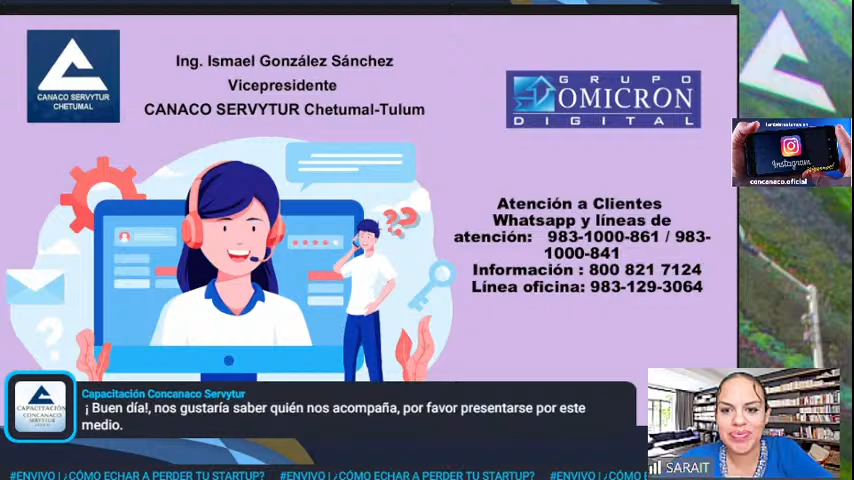 CANACO SERVYTUR
CHETUMAL
Ing. Ismael González Sánchez
Vicepresidente
CANACO SERVYTUR Chetumal-Tulum
GRUPO
OMICRON
DIGITAL
Instagram
concanaco.oficial
Atención a Clientes
Whatsapp y líneas de
atención: 983-1000-861 / 983-
1000-841
Información : 800 821 7124
Línea oficina: 983-129-3064
CAPACITACIÓN
CONCANACO
SERVYTUR
Capacitación Concanaco Servytur
¡ Buen día!, nos gustaría saber quién nos acompaña, por favor presentarse por este
medio.
SARAIT
#ENVIVO | ¿CÓMO ECHAR A PERDER TU STARTUP? #ENVIVO | ¿CÓMO ECHAR A PERDER TU STARTUP? #ENVIVO | ¿CÓMO E